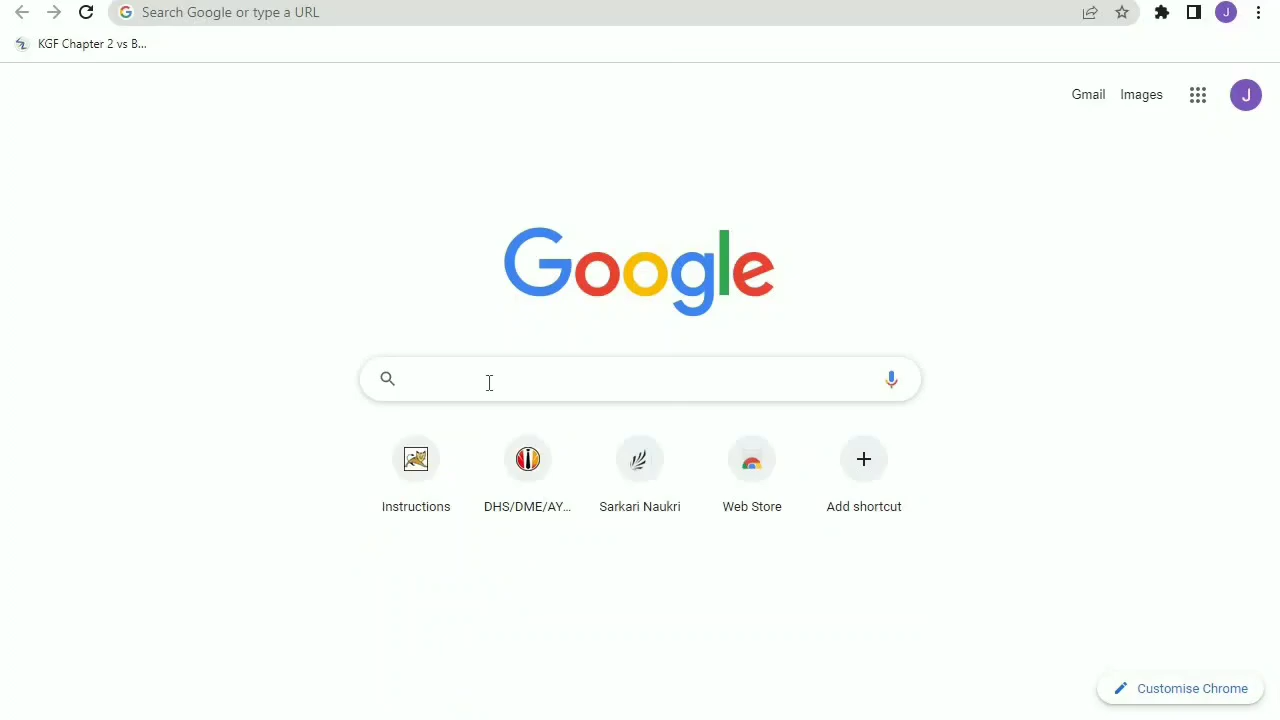 Search Google or type a URL
J
KGF Chapter 2 vs B...
Gmail Images
J
Google
Instructions
DHS/DME/AY...
Sarkari Naukri
Web Store
Add shortcut
Customise Chrome